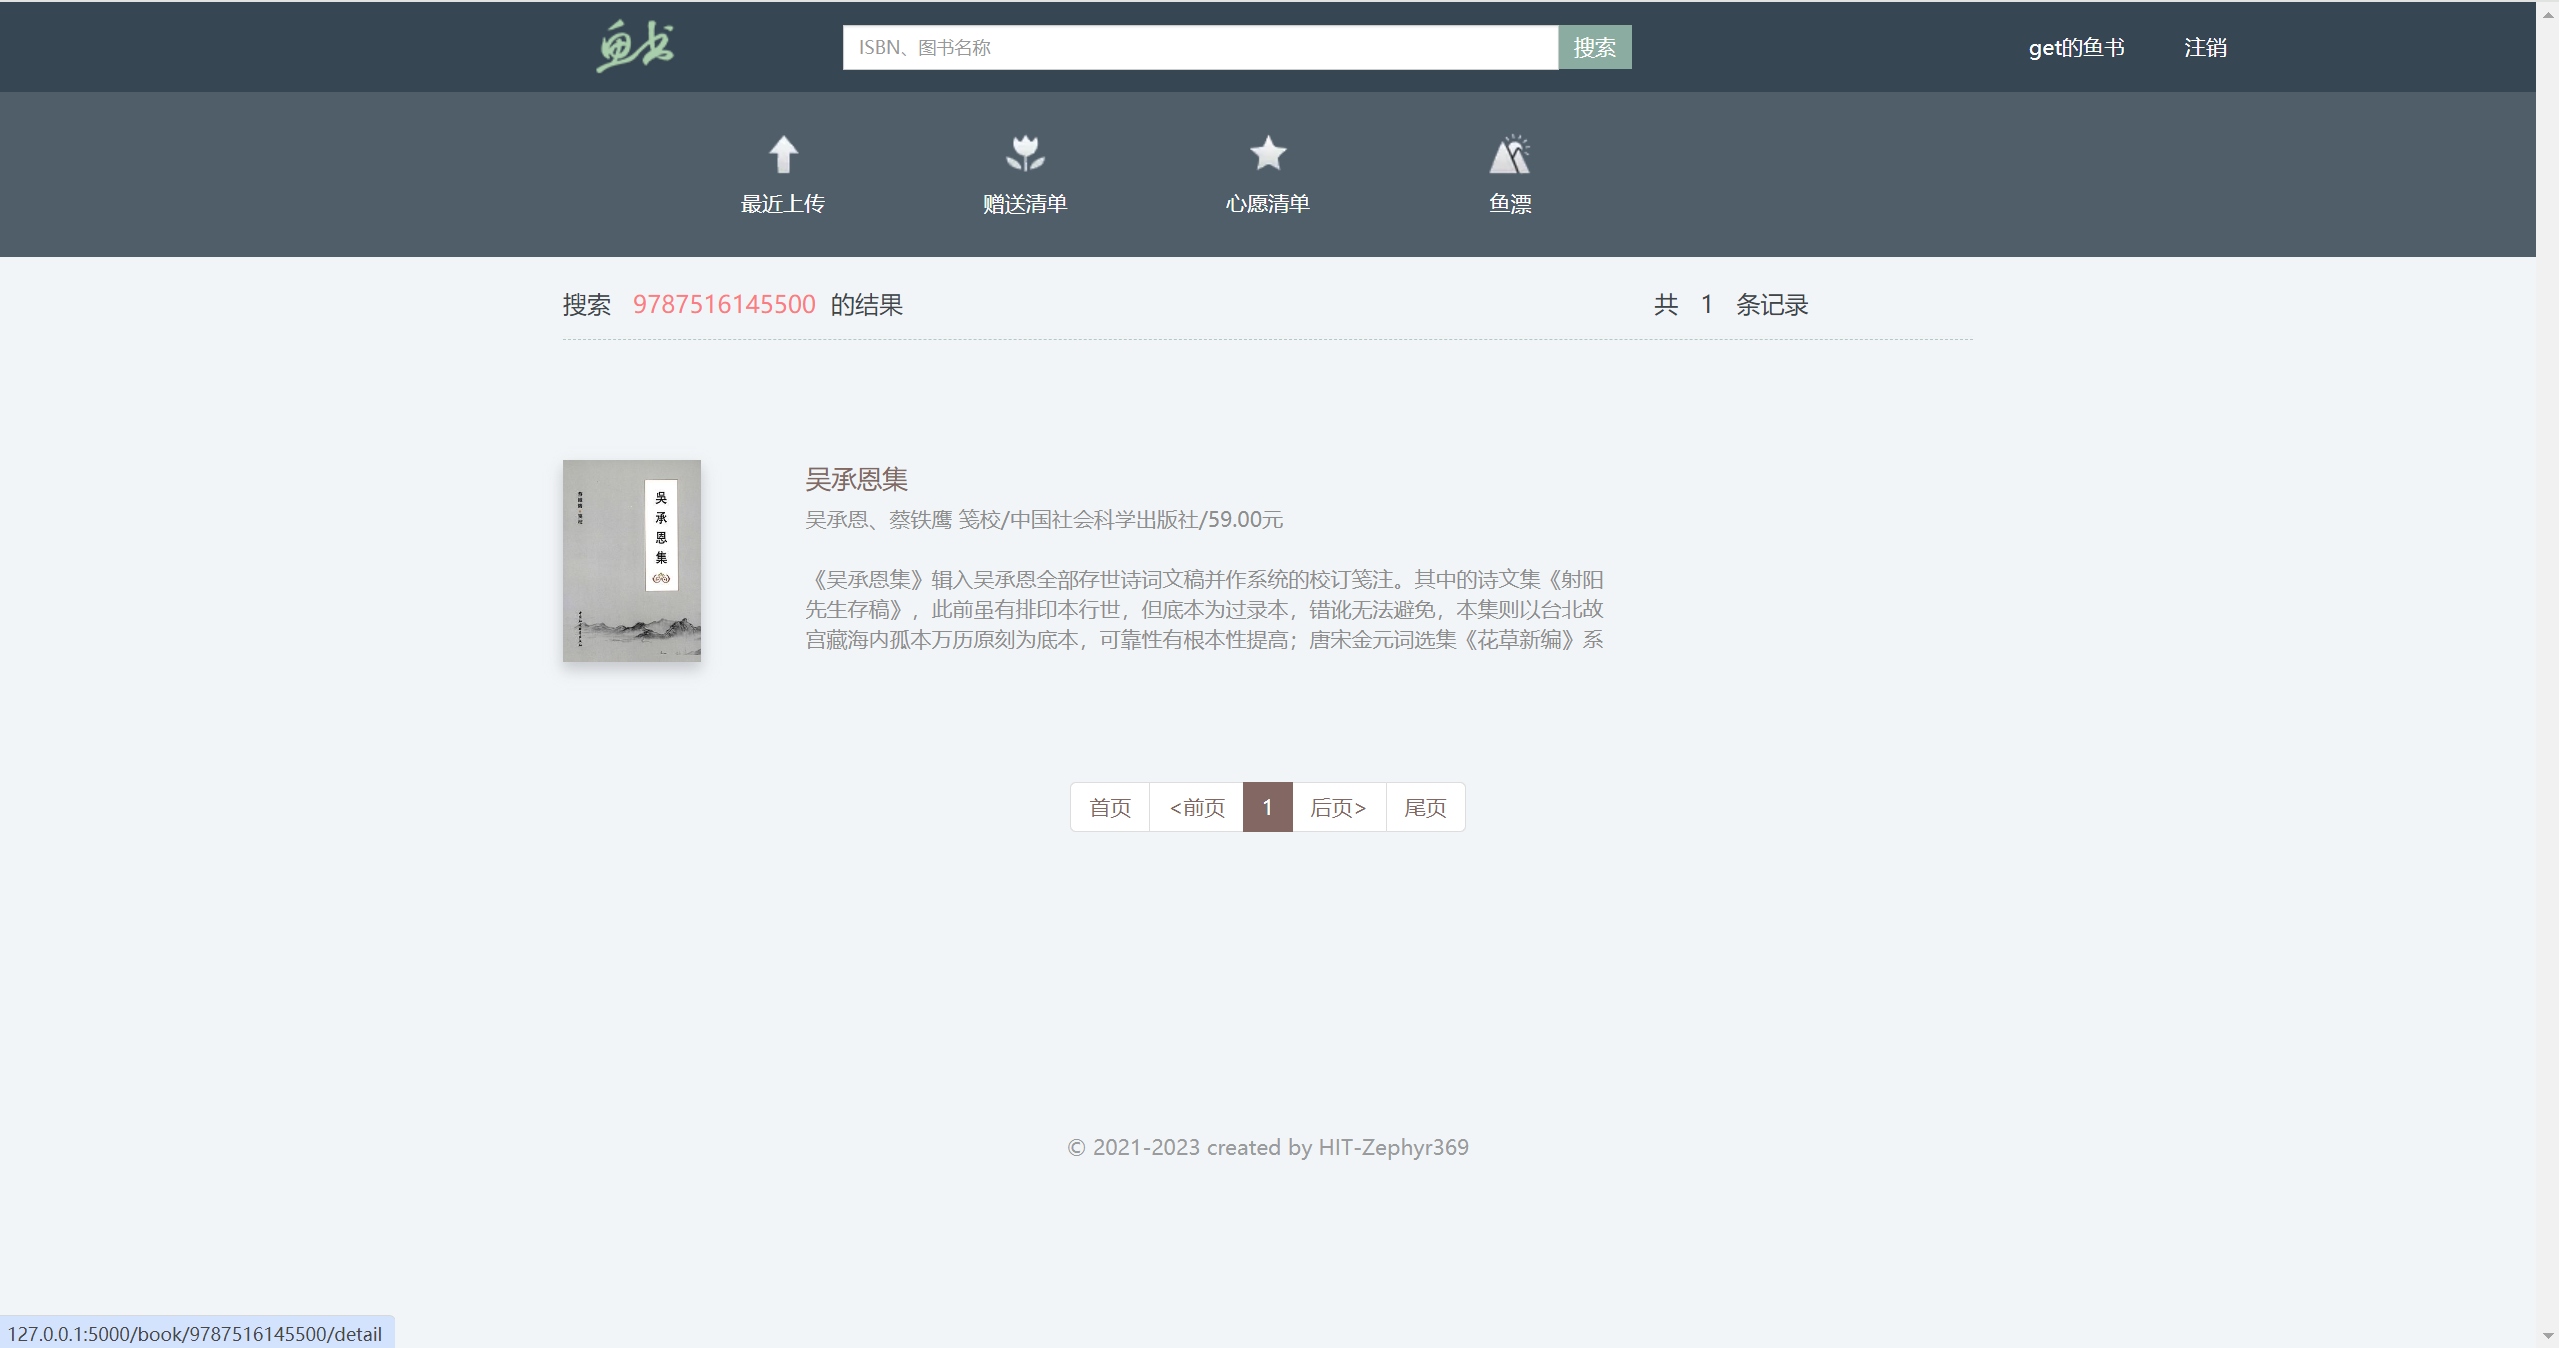 鱼书
ISBN、图书名称
搜索
get的鱼书
注销
最近上传
赠送清单
心愿清单
鱼漂
搜索 9787516145500 的结果
共 1 条记录
吴承恩集
吴承恩、蔡铁鹰 笺校/中国社会科学出版社/59.00元
《吴承恩集》辑入吴承恩全部存世诗词文稿并作系统的校订笺注。其中的诗文集《射阳
先生存稿》，此前虽有排印本行世，但底本为过录本，错讹无法避免，本集则以台北故
宫藏海内孤本万历原刻为底本，可靠性有根本性提高；唐宋金元词选集《花草新编》系
吳承恩集
首页
<前页
1
后页>
尾页
© 2021-2023 created by HIT-Zephyr369
127.0.0.1:5000/book/9787516145500/detail